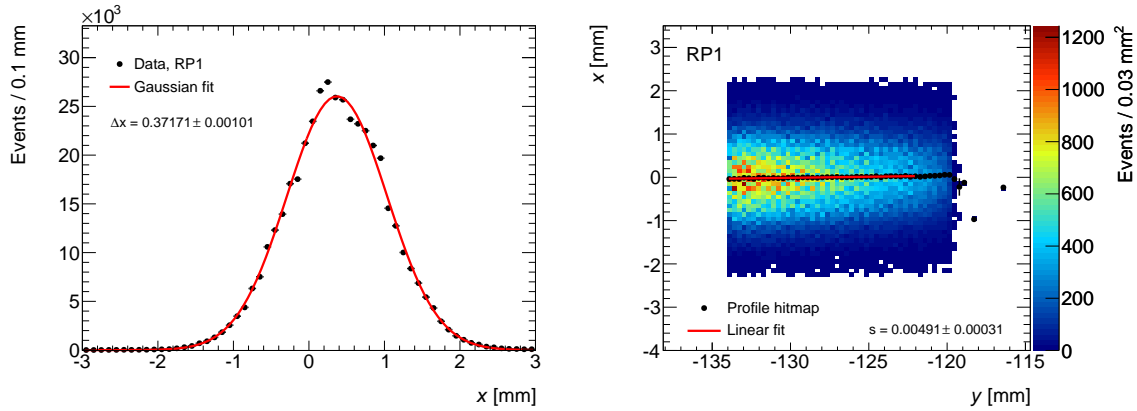 ×10³
Events / 0.1 mm
30
25
20
15
10
5
0
Data, RP1
Gaussian fit
Δx = 0.37171 ± 0.00101
-3 -2 -1 0 1 2 3
x [mm]
x [mm]
3
2
1
0
-1
-2
-3
-4
RP1
Profile hitmap
Linear fit
s = 0.00491 ± 0.00031
-135 -130 -125 -120 -115
y [mm]
1200
1000
800
600
400
200
0
Events / 0.03 mm²